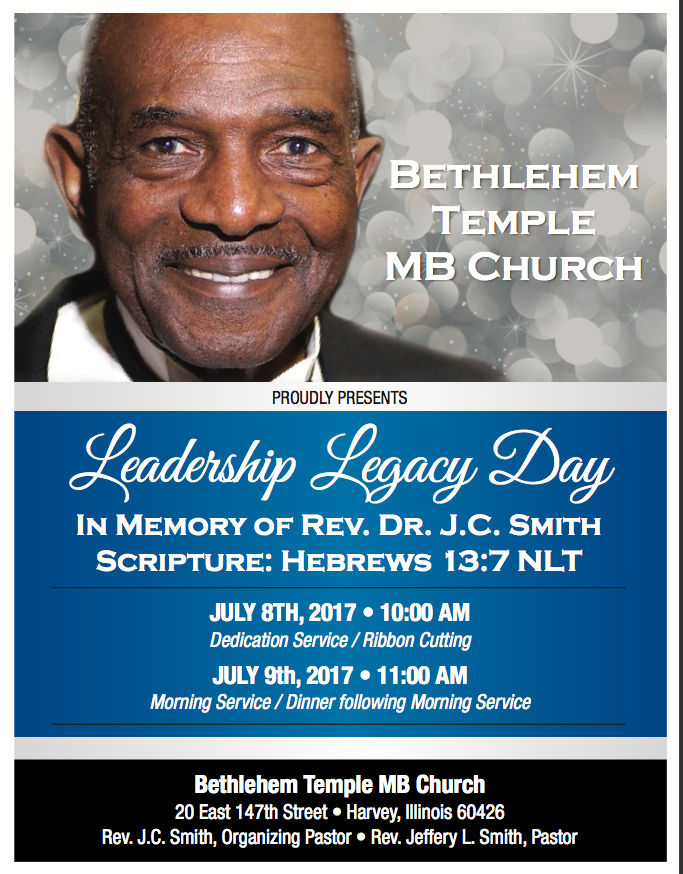 BETHLEHEM
TEMPLE
MB CHURCH
PROUDLY PRESENTS
Leadership Legacy Day
IN MEMORY OF REV. DR. J.C. SMITH
SCRIPTURE: HEBREWS 13:7 NLT
JULY 8TH, 2017 • 10:00 AM
Dedication Service / Ribbon Cutting
JULY 9th, 2017 • 11:00 AM
Morning Service / Dinner following Morning Service
Bethlehem Temple MB Church
20 East 147th Street • Harvey, Illinois 60426
Rev. J.C. Smith, Organizing Pastor • Rev. Jeffery L. Smith, Pastor